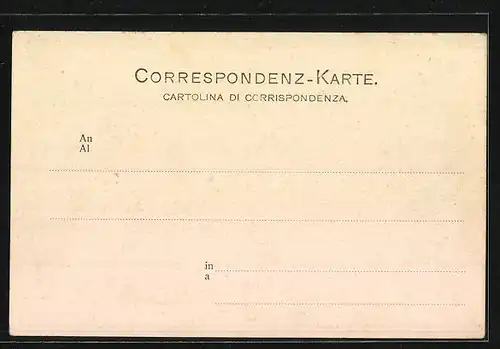 CORRESPONDENZ-KARTE.
CARTOLINA DI CORRISPONDENZA.
An
Al
in
a